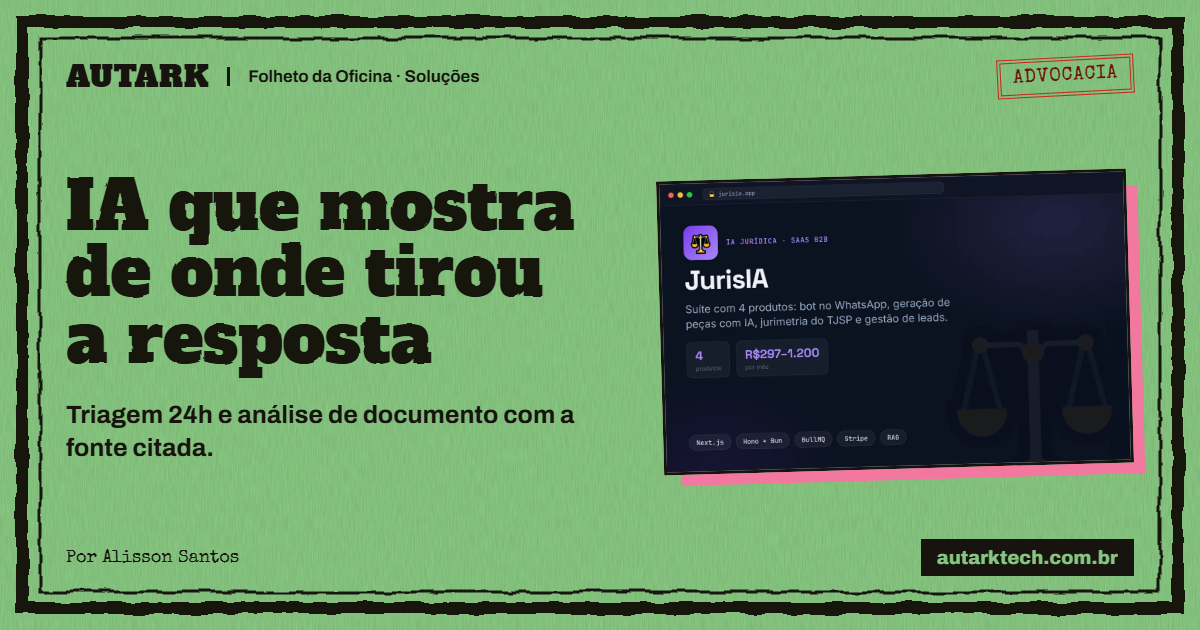 AUTARK
Folheto da Oficina · Soluções
ADVOCACIA
IA que mostra
de onde tirou
a resposta
Triagem 24h e análise de documento com a
fonte citada.
jurisia.app
IA JURÍDICA · SAAS B2B
JurisIA
Suíte com 4 produtos: bot no WhatsApp, geração de
peças com IA, jurimetria do TJSP e gestão de leads.
4
produtos
R$297–1.200
por mês
Next.js
Hono + Bun
BullMQ
Stripe
RAG
Por Alisson Santos
autarktech.com.br